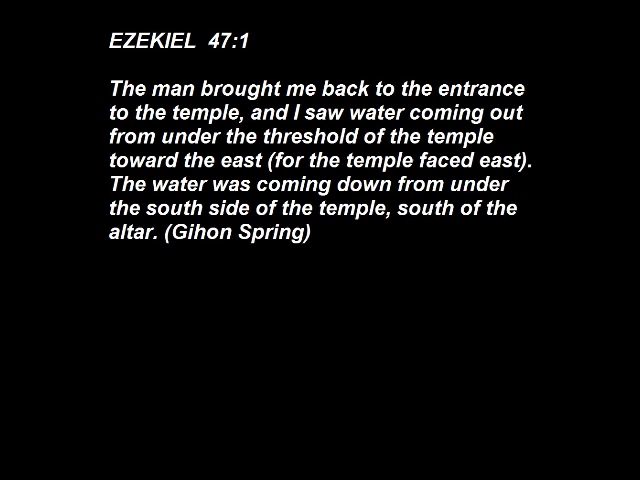 EZEKIEL  47:1
The man brought me back to the entrance
to the temple, and I saw water coming out
from under the threshold of the temple
toward the east (for the temple faced east).
The water was coming down from under
the south side of the temple, south of the
altar. (Gihon Spring)